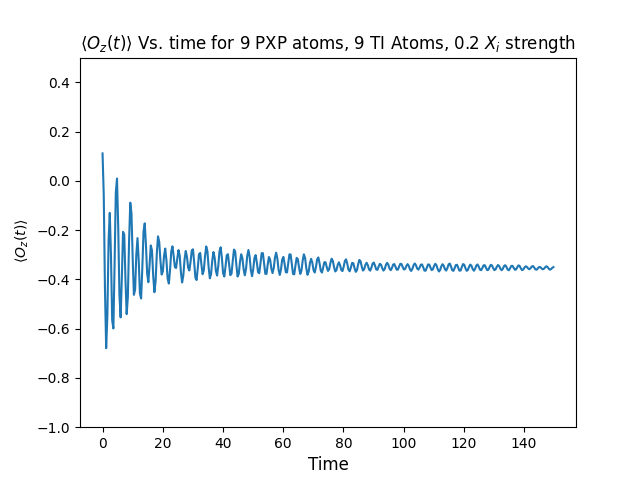 ⟨O_z(t)⟩ Vs. time for 9 PXP atoms, 9 TI Atoms, 0.2 X_i strength
0.4
0.2
0.0
−0.2
−0.4
−0.6
−0.8
−1.0
⟨O_z(t)⟩
0 20 40 60 80 100 120 140
Time